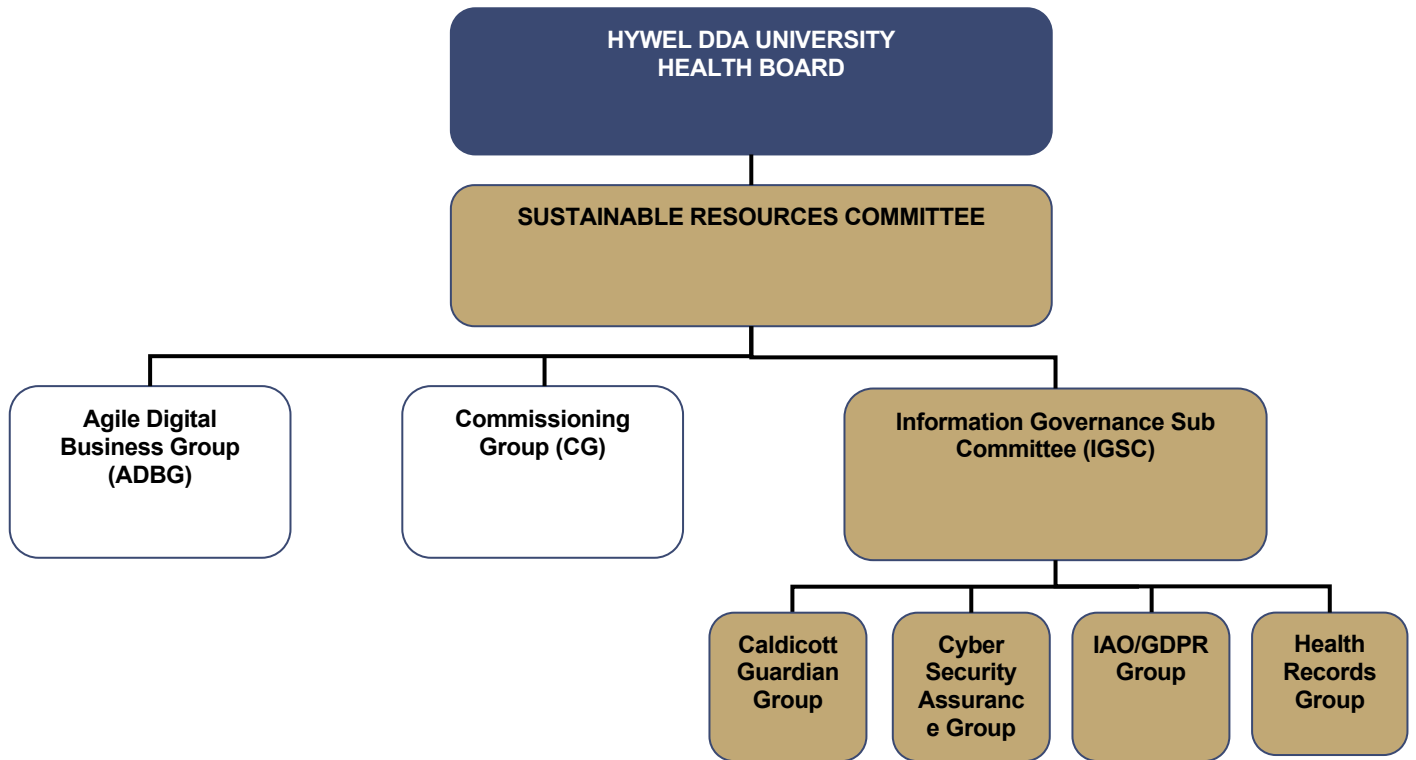 HYWEL DDA UNIVERSITY
HEALTH BOARD
SUSTAINABLE RESOURCES COMMITTEE
Agile Digital
Business Group
(ADBG)
Commissioning
Group (CG)
Information Governance Sub
Committee (IGSC)
Caldicott
Guardian
Group
Cyber
Security
Assuranc
e Group
IAO/GDPR
Group
Health
Records
Group